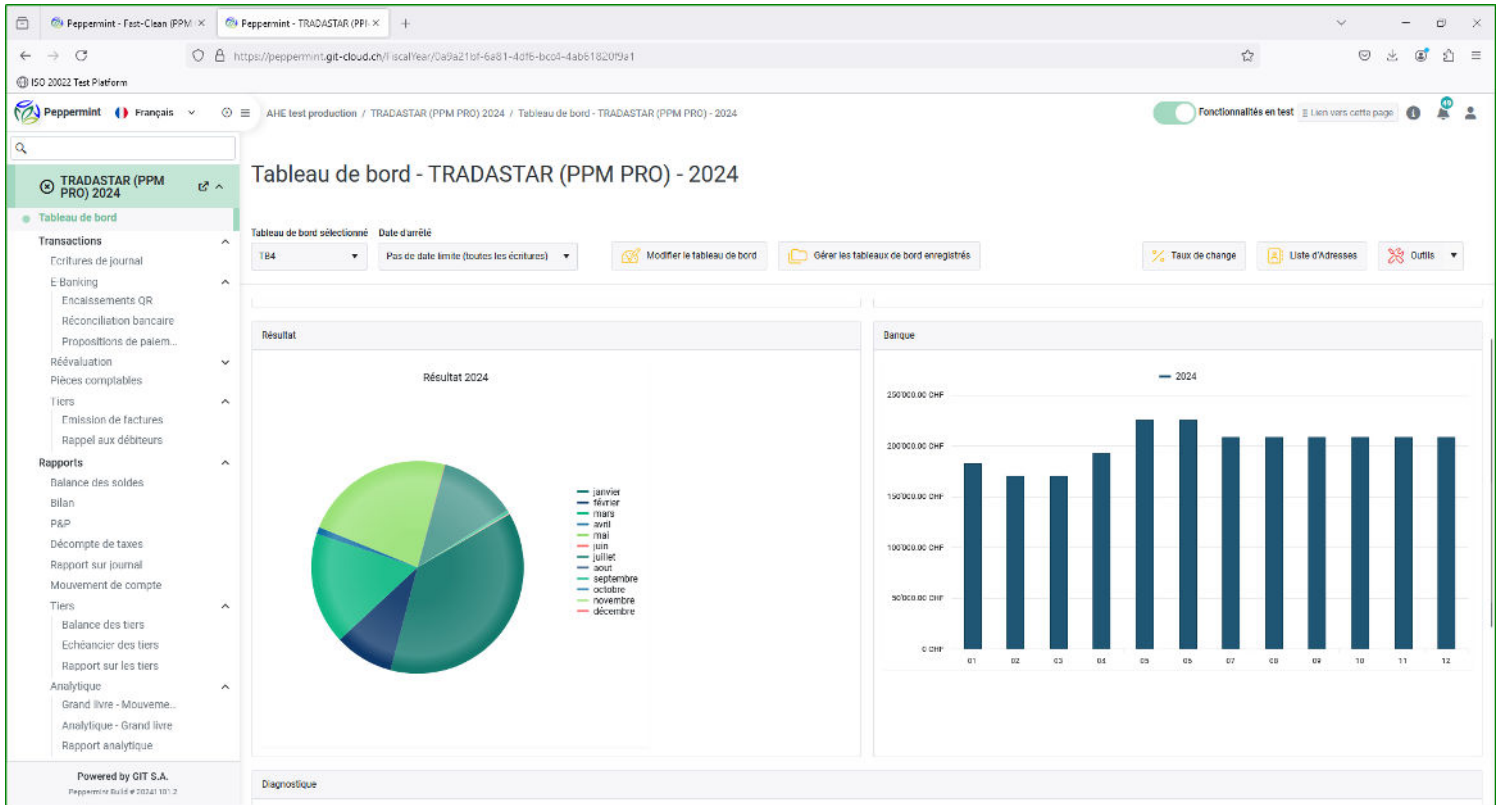 Peppermint - Fast-Clean (PPM
Peppermint - TRADASTAR (PPI
https://peppermint.git-cloud.ch/FiscalYear/0a9a21bf-6a81-4df6-bcc4-4ab61820f9a1
ISO 20022 Test Platform
Peppermint
Français
AHE test production / TRADASTAR (PPM PRO) 2024 / Tableau de bord - TRADASTAR (PPM PRO) - 2024
Fonctionnalités en test
Lien vers cette page
49
TRADASTAR (PPM PRO) 2024
Tableau de bord
Transactions
Ecritures de journal
E-Banking
Encaissements QR
Réconciliation bancaire
Propositions de paiem...
Réévaluation
Pièces comptables
Tiers
Emission de factures
Rappel aux débiteurs
Rapports
Balance des soldes
Bilan
P&P
Décompte de taxes
Rapport sur journal
Mouvement de compte
Tiers
Balance des tiers
Echéancier des tiers
Rapport sur les tiers
Analytique
Grand livre - Mouveme...
Analytique - Grand livre
Rapport analytique
Powered by GIT S.A.
Peppermint Build # 20241101.2
Tableau de bord - TRADASTAR (PPM PRO) - 2024
Tableau de bord sélectionné
Date d'arrêté
TB4
Pas de date limite (toutes les écritures)
Modifier le tableau de bord
Gérer les tableaux de bord enregistrés
Taux de change
Liste d'Adresses
Outils
Résultat
Résultat 2024
janvier
février
mars
avril
mai
juin
juillet
aout
septembre
octobre
novembre
décembre
Banque
2024
250'000.00 CHF
200'000.00 CHF
150'000.00 CHF
100'000.00 CHF
50'000.00 CHF
0 CHF
01 02 03 04 05 06 07 08 09 10 11 12
Diagnostique